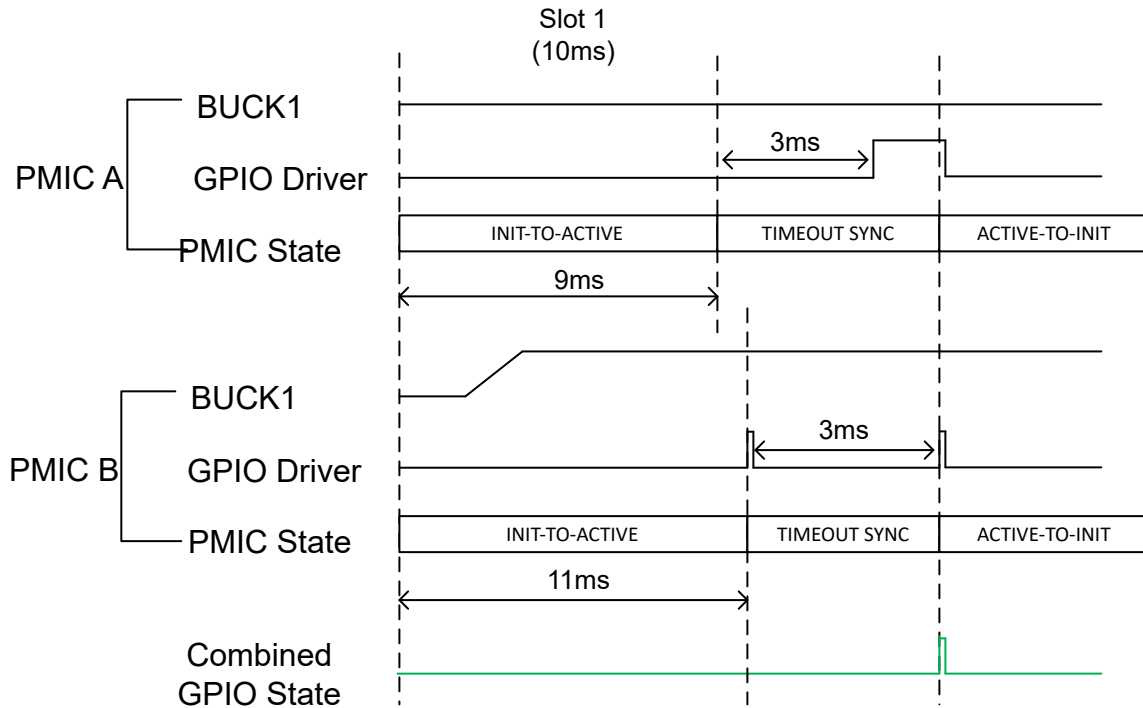 Slot 1
(10ms)
BUCK1
3ms
PMIC A
GPIO Driver
INIT-TO-ACTIVE
TIMEOUT SYNC
ACTIVE-TO-INIT
PMIC State
9ms
BUCK1
3ms
PMIC B
GPIO Driver
INIT-TO-ACTIVE
TIMEOUT SYNC
ACTIVE-TO-INIT
PMIC State
11ms
Combined
GPIO State